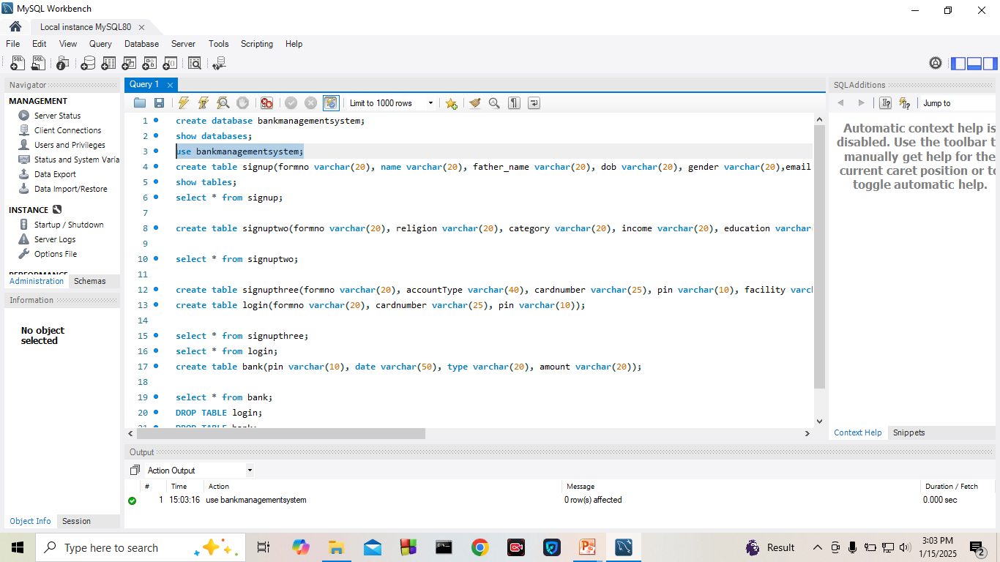 MySQL Workbench
Local instance MySQL80
File Edit View Query Database Server Tools Scripting Help
Navigator
MANAGEMENT
Server Status
Client Connections
Users and Privileges
Status and System Varia
Data Export
Data Import/Restore
INSTANCE
Startup / Shutdown
Server Logs
Options File
PERFORMANCE
Administration Schemas
Information
No object
selected
Object Info Session
Query 1
Limit to 1000 rows
1 create database bankmanagementsystem;
2 show databases;
3 use bankmanagementsystem;
4 create table signup(formno varchar(20), name varchar(20), father_name varchar(20), dob varchar(20), gender varchar(20),email
5 show tables;
6 select * from signup;
7
8 create table signuptwo(formno varchar(20), religion varchar(20), category varchar(20), income varchar(20), education varchar(
9
10 select * from signuptwo;
11
12 create table signupthree(formno varchar(20), accountType varchar(40), cardnumber varchar(25), pin varchar(10), facility varch
13 create table login(formno varchar(20), cardnumber varchar(25), pin varchar(10));
14
15 select * from signupthree;
16 select * from login;
17 create table bank(pin varchar(10), date varchar(50), type varchar(20), amount varchar(20));
18
19 select * from bank;
20 DROP TABLE login;
21 DROP TABLE bank;
SQLAdditions
Jump to
Automatic context help is
disabled. Use the toolbar t
manually get help for the
current caret position or to
toggle automatic help.
Context Help Snippets
Output
Action Output
# Time Action Message Duration / Fetch
1 15:03:16 use bankmanagementsystem 0 row(s) affected 0.000 sec
Type here to search
Result
3:03 PM
1/15/2025
2